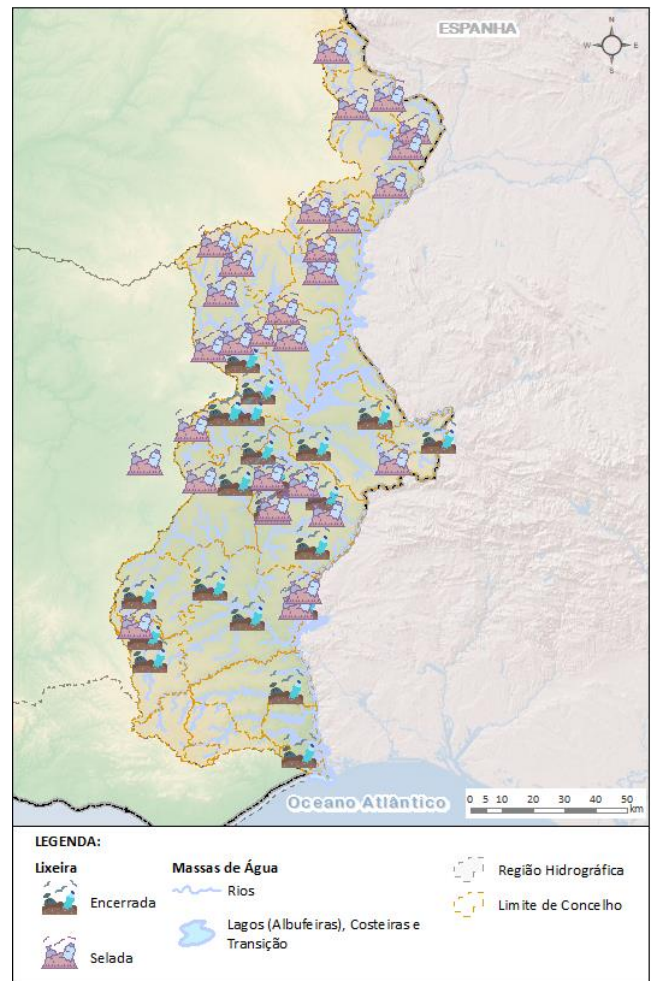 ESPANHA
N
W
E
S
Oceano Atlântico
0 5 10 20 30 40 50
km
LEGENDA:
Lixeira
Encerrada
Selada
Massas de Água
Rios
Lagos (Albufeiras), Costeiras e
Transição
Região Hidrográfica
Limite de Concelho